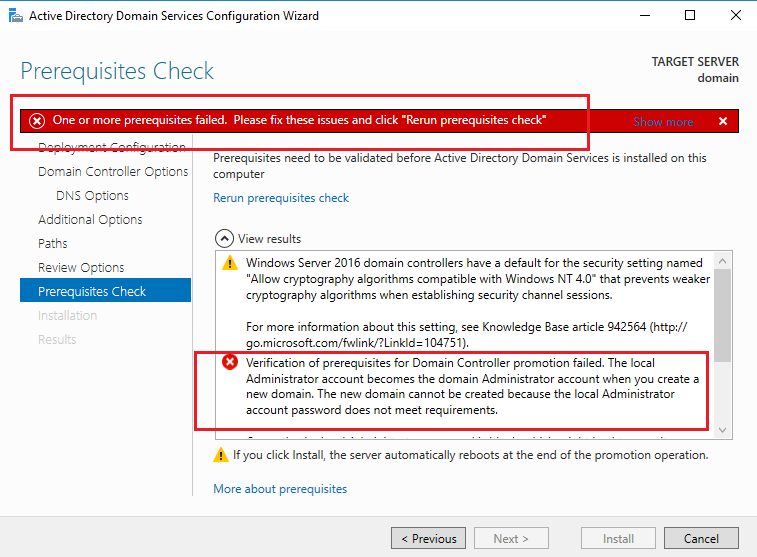 Active Directory Domain Services Configuration Wizard
Prerequisites Check
TARGET SERVER
domain
One or more prerequisites failed.  Please fix these issues and click "Rerun prerequisites check"
Show more
Deployment Configuration
Domain Controller Options
DNS Options
Additional Options
Paths
Review Options
Prerequisites Check
Installation
Results
Prerequisites need to be validated before Active Directory Domain Services is installed on this
computer
Rerun prerequisites check
View results
Windows Server 2016 domain controllers have a default for the security setting named
"Allow cryptography algorithms compatible with Windows NT 4.0" that prevents weaker
cryptography algorithms when establishing security channel sessions.
For more information about this setting, see Knowledge Base article 942564 (http://
go.microsoft.com/fwlink/?LinkId=104751).
Verification of prerequisites for Domain Controller promotion failed. The local
Administrator account becomes the domain Administrator account when you create a
new domain. The new domain cannot be created because the local Administrator
account password does not meet requirements.
If you click Install, the server automatically reboots at the end of the promotion operation.
More about prerequisites
< Previous
Next >
Install
Cancel